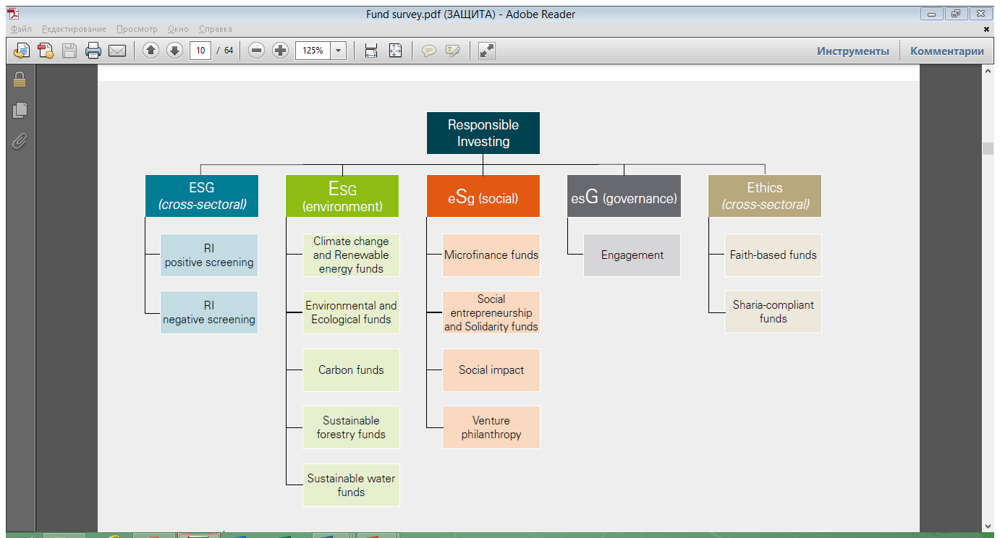 Fund survey.pdf (ЗАЩИТА) - Adobe Reader
Файл Редактирование Просмотр Окно Справка
10 / 64 125% Инструменты Комментарии
Responsible
Investing
ESG
(cross-sectoral)
ESG
(environment)
eSg (social)
esG (governance)
Ethics
(cross-sectoral)
RI
positive screening
RI
negative screening
Climate change
and Renewable
energy funds
Environmental and
Ecological funds
Carbon funds
Sustainable
forestry funds
Sustainable water
funds
Microfinance funds
Social
entrepreneurship
and Solidarity funds
Social impact
Venture
philanthropy
Engagement
Faith-based funds
Sharia-compliant
funds